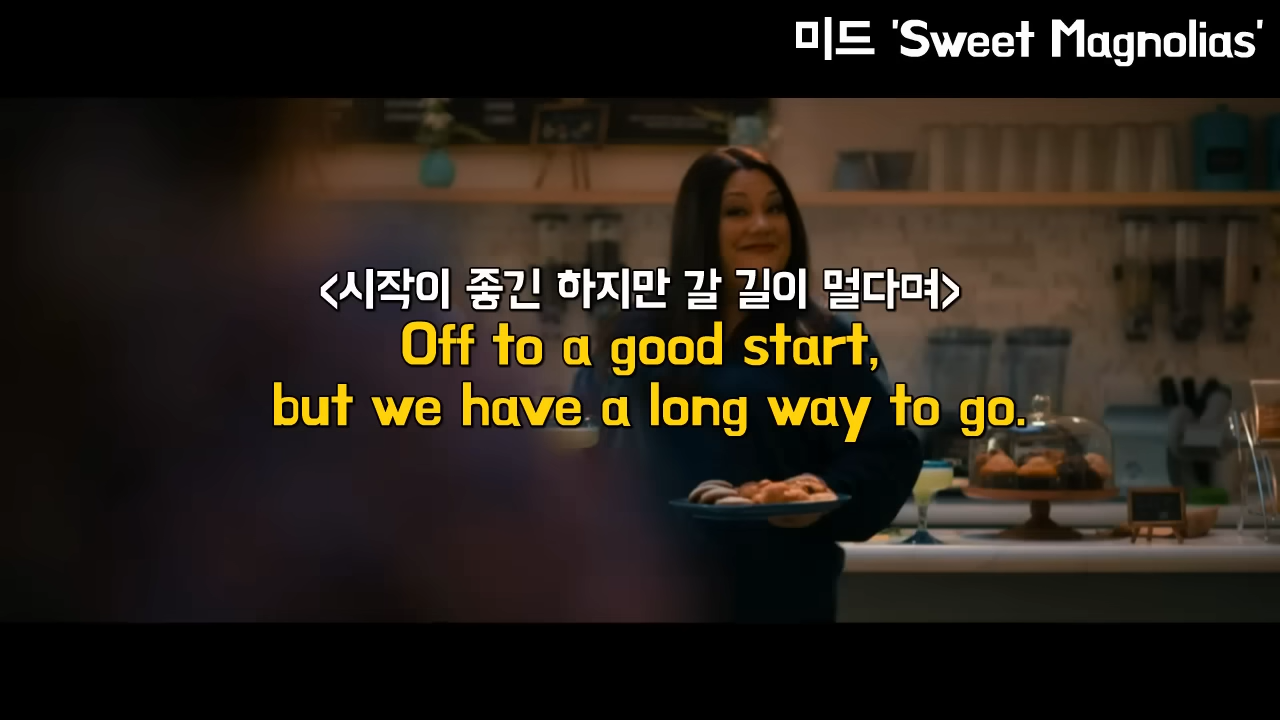 미드 'Sweet Magnolias'
<시작이 좋긴 하지만 갈 길이 멀다며>
Off to a good start,
but we have a long way to go.